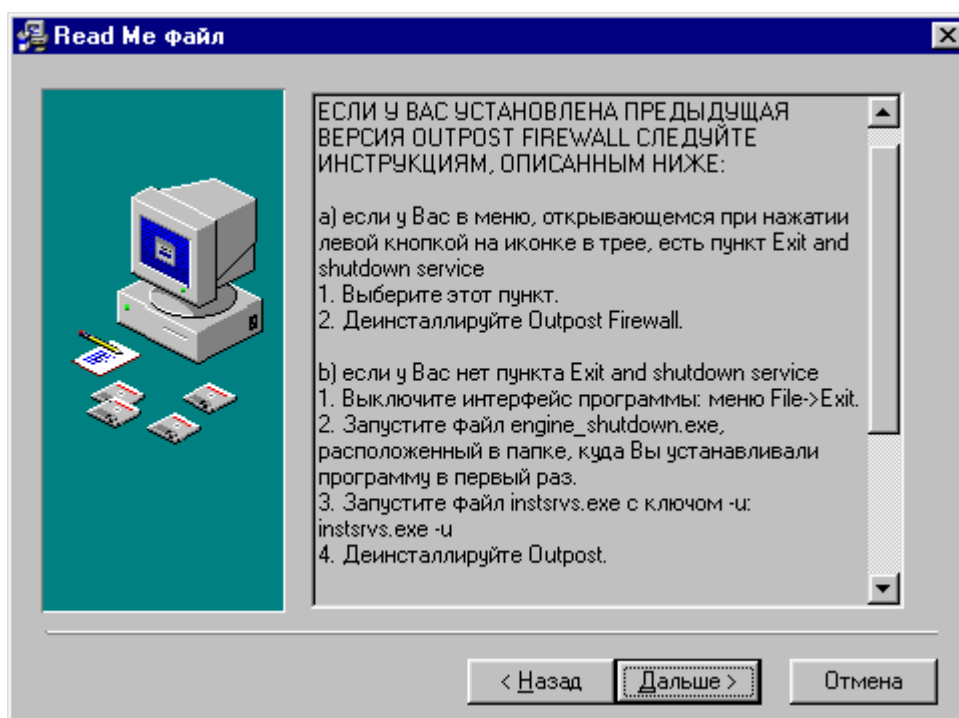 Read Me файл
ЕСЛИ У ВАС УСТАНОВЛЕНА ПРЕДЫДУЩАЯ
ВЕРСИЯ OUTPOST FIREWALL СЛЕДУЙТЕ
ИНСТРУКЦИЯМ, ОПИСАННЫМ НИЖЕ:
a) если у Вас в меню, открывающемся при нажатии
левой кнопкой на иконке в трее, есть пункт Exit and
shutdown service
1. Выберите этот пункт.
2. Деинсталлируйте Outpost Firewall.
b) если у Вас нет пункта Exit and shutdown service
1. Выключите интерфейс программы: меню File->Exit.
2. Запустите файл engine_shutdown.exe,
расположенный в папке, куда Вы устанавливали
программу в первый раз.
3. Запустите файл instsrvs.exe с ключом -u:
instsrvs.exe -u
4. Деинсталлируйте Outpost.
< Назад Дальше > Отмена